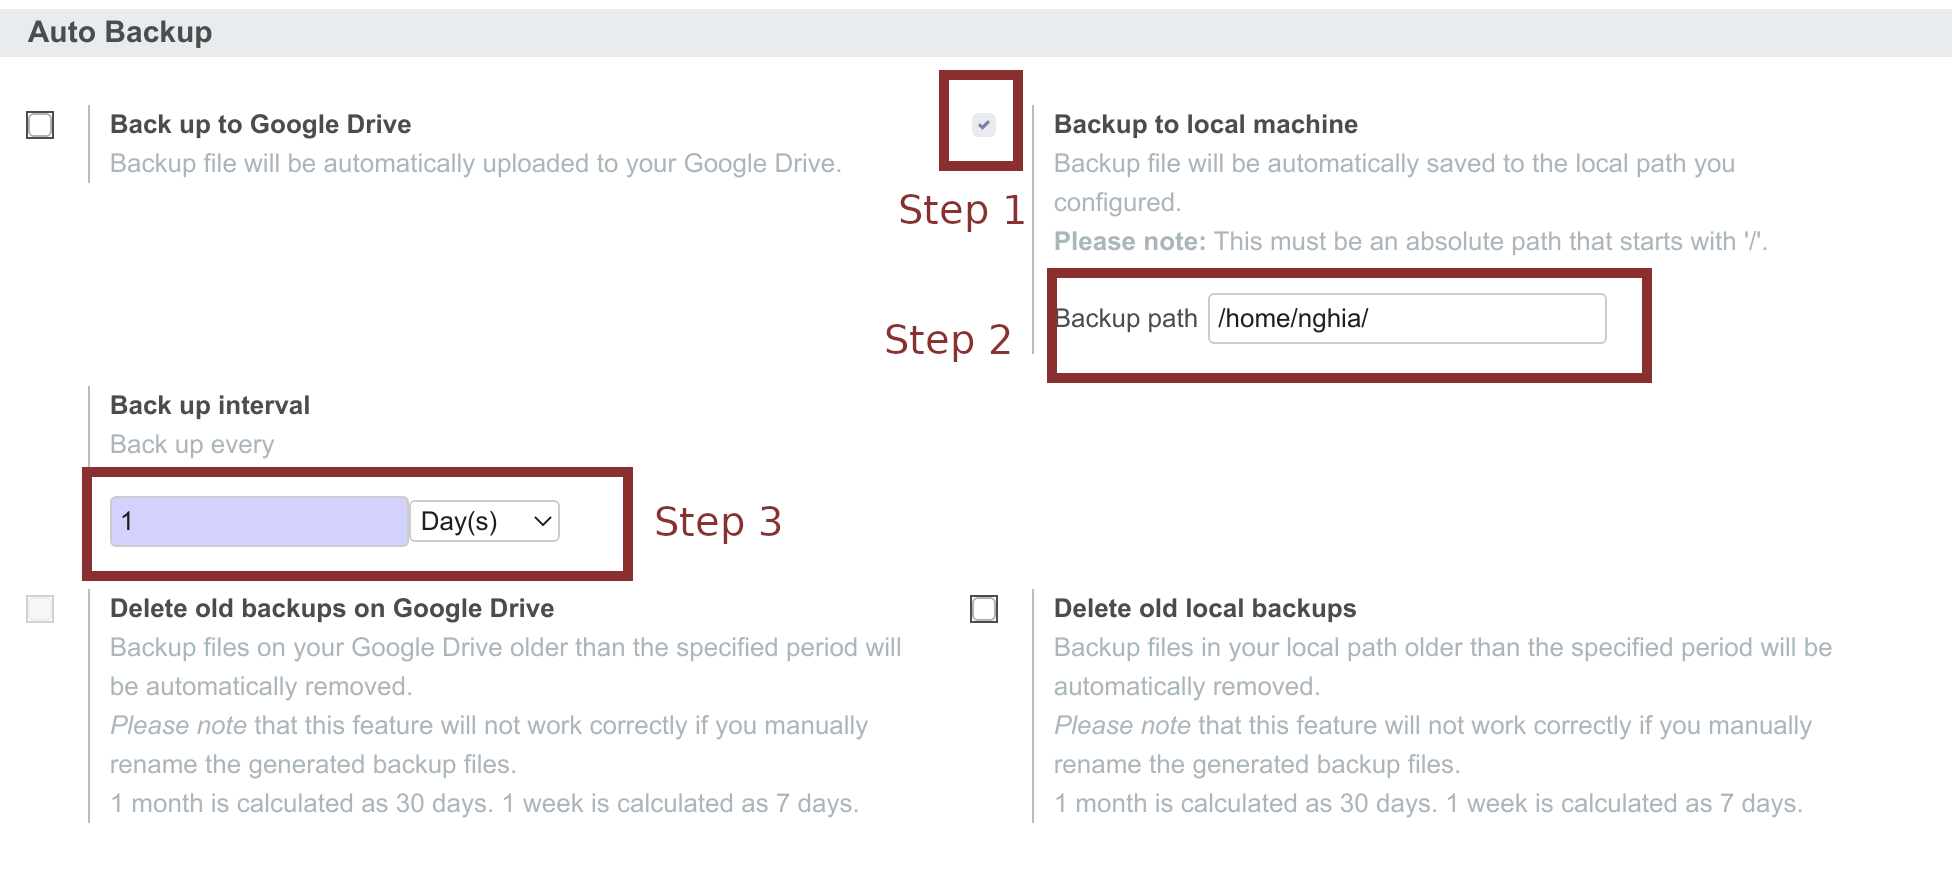 Auto Backup
Back up to Google Drive
Backup file will be automatically uploaded to your Google Drive.
Step 1
Backup to local machine
Backup file will be automatically saved to the local path you
configured.
Please note: This must be an absolute path that starts with '/'.
Step 2
Backup path /home/nghia/
Back up interval
Back up every
1 Day(s)
Step 3
Delete old backups on Google Drive
Backup files on your Google Drive older than the specified period will
be automatically removed.
Please note that this feature will not work correctly if you manually
rename the generated backup files.
1 month is calculated as 30 days. 1 week is calculated as 7 days.
Delete old local backups
Backup files in your local path older than the specified period will be
automatically removed.
Please note that this feature will not work correctly if you manually
rename the generated backup files.
1 month is calculated as 30 days. 1 week is calculated as 7 days.